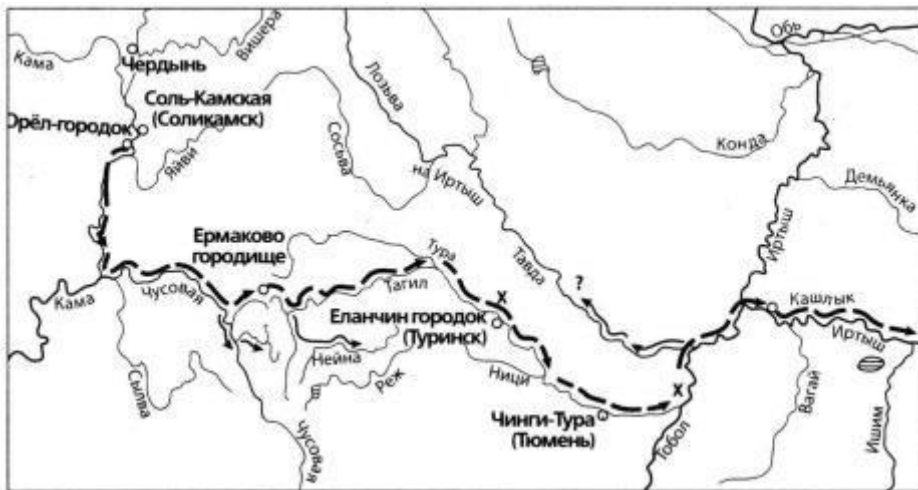 Кама
Чердынь
Вишера
Соль-Камская
(Соликамск)
Орёл-городок
Яйви
Лозьва
Сосьва
на Иртыш
Обь
Конда
Демьянка
Иртыш
Ермаково
городище
Кама
Чусовая
Тура
Тагил
Тавда
?
х
Еланчин городок
(Туринск)
Нейна
Реж
Ници
Сылва
Чусовая
Чинги-Тура
(Тюмень)
х
Тобол
Кашлык
Иртыш
Вагай
Ишим